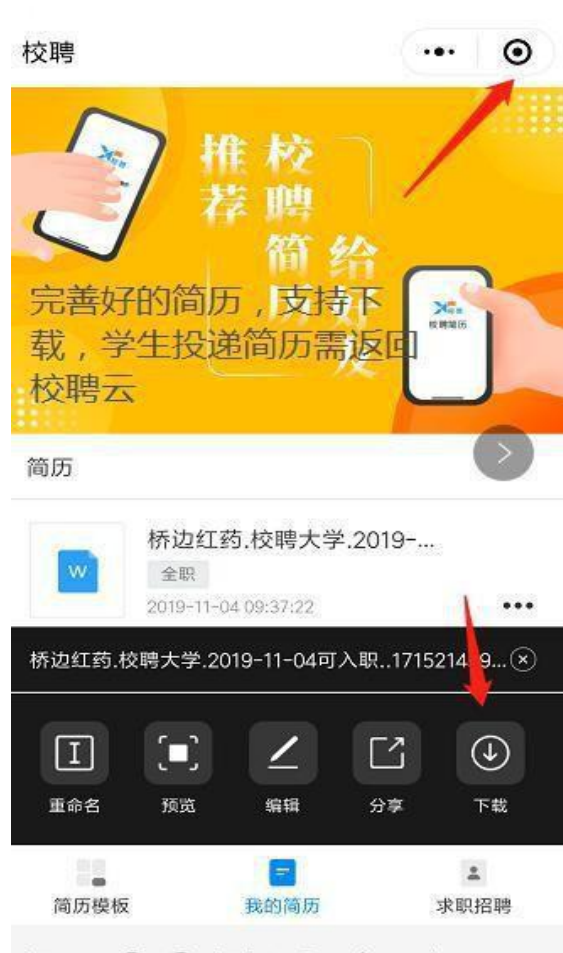 校聘
推荐
校聘简历
给好友
校聘简历
完善好的简历，支持下
载，学生投递简历需返回
校聘云
简历
W
桥边红药.校聘大学.2019-...
全职
2019-11-04 09:37:22
桥边红药.校聘大学.2019-11-04可入职..171521449...
重命名
预览
编辑
分享
下载
简历模板
我的简历
求职招聘